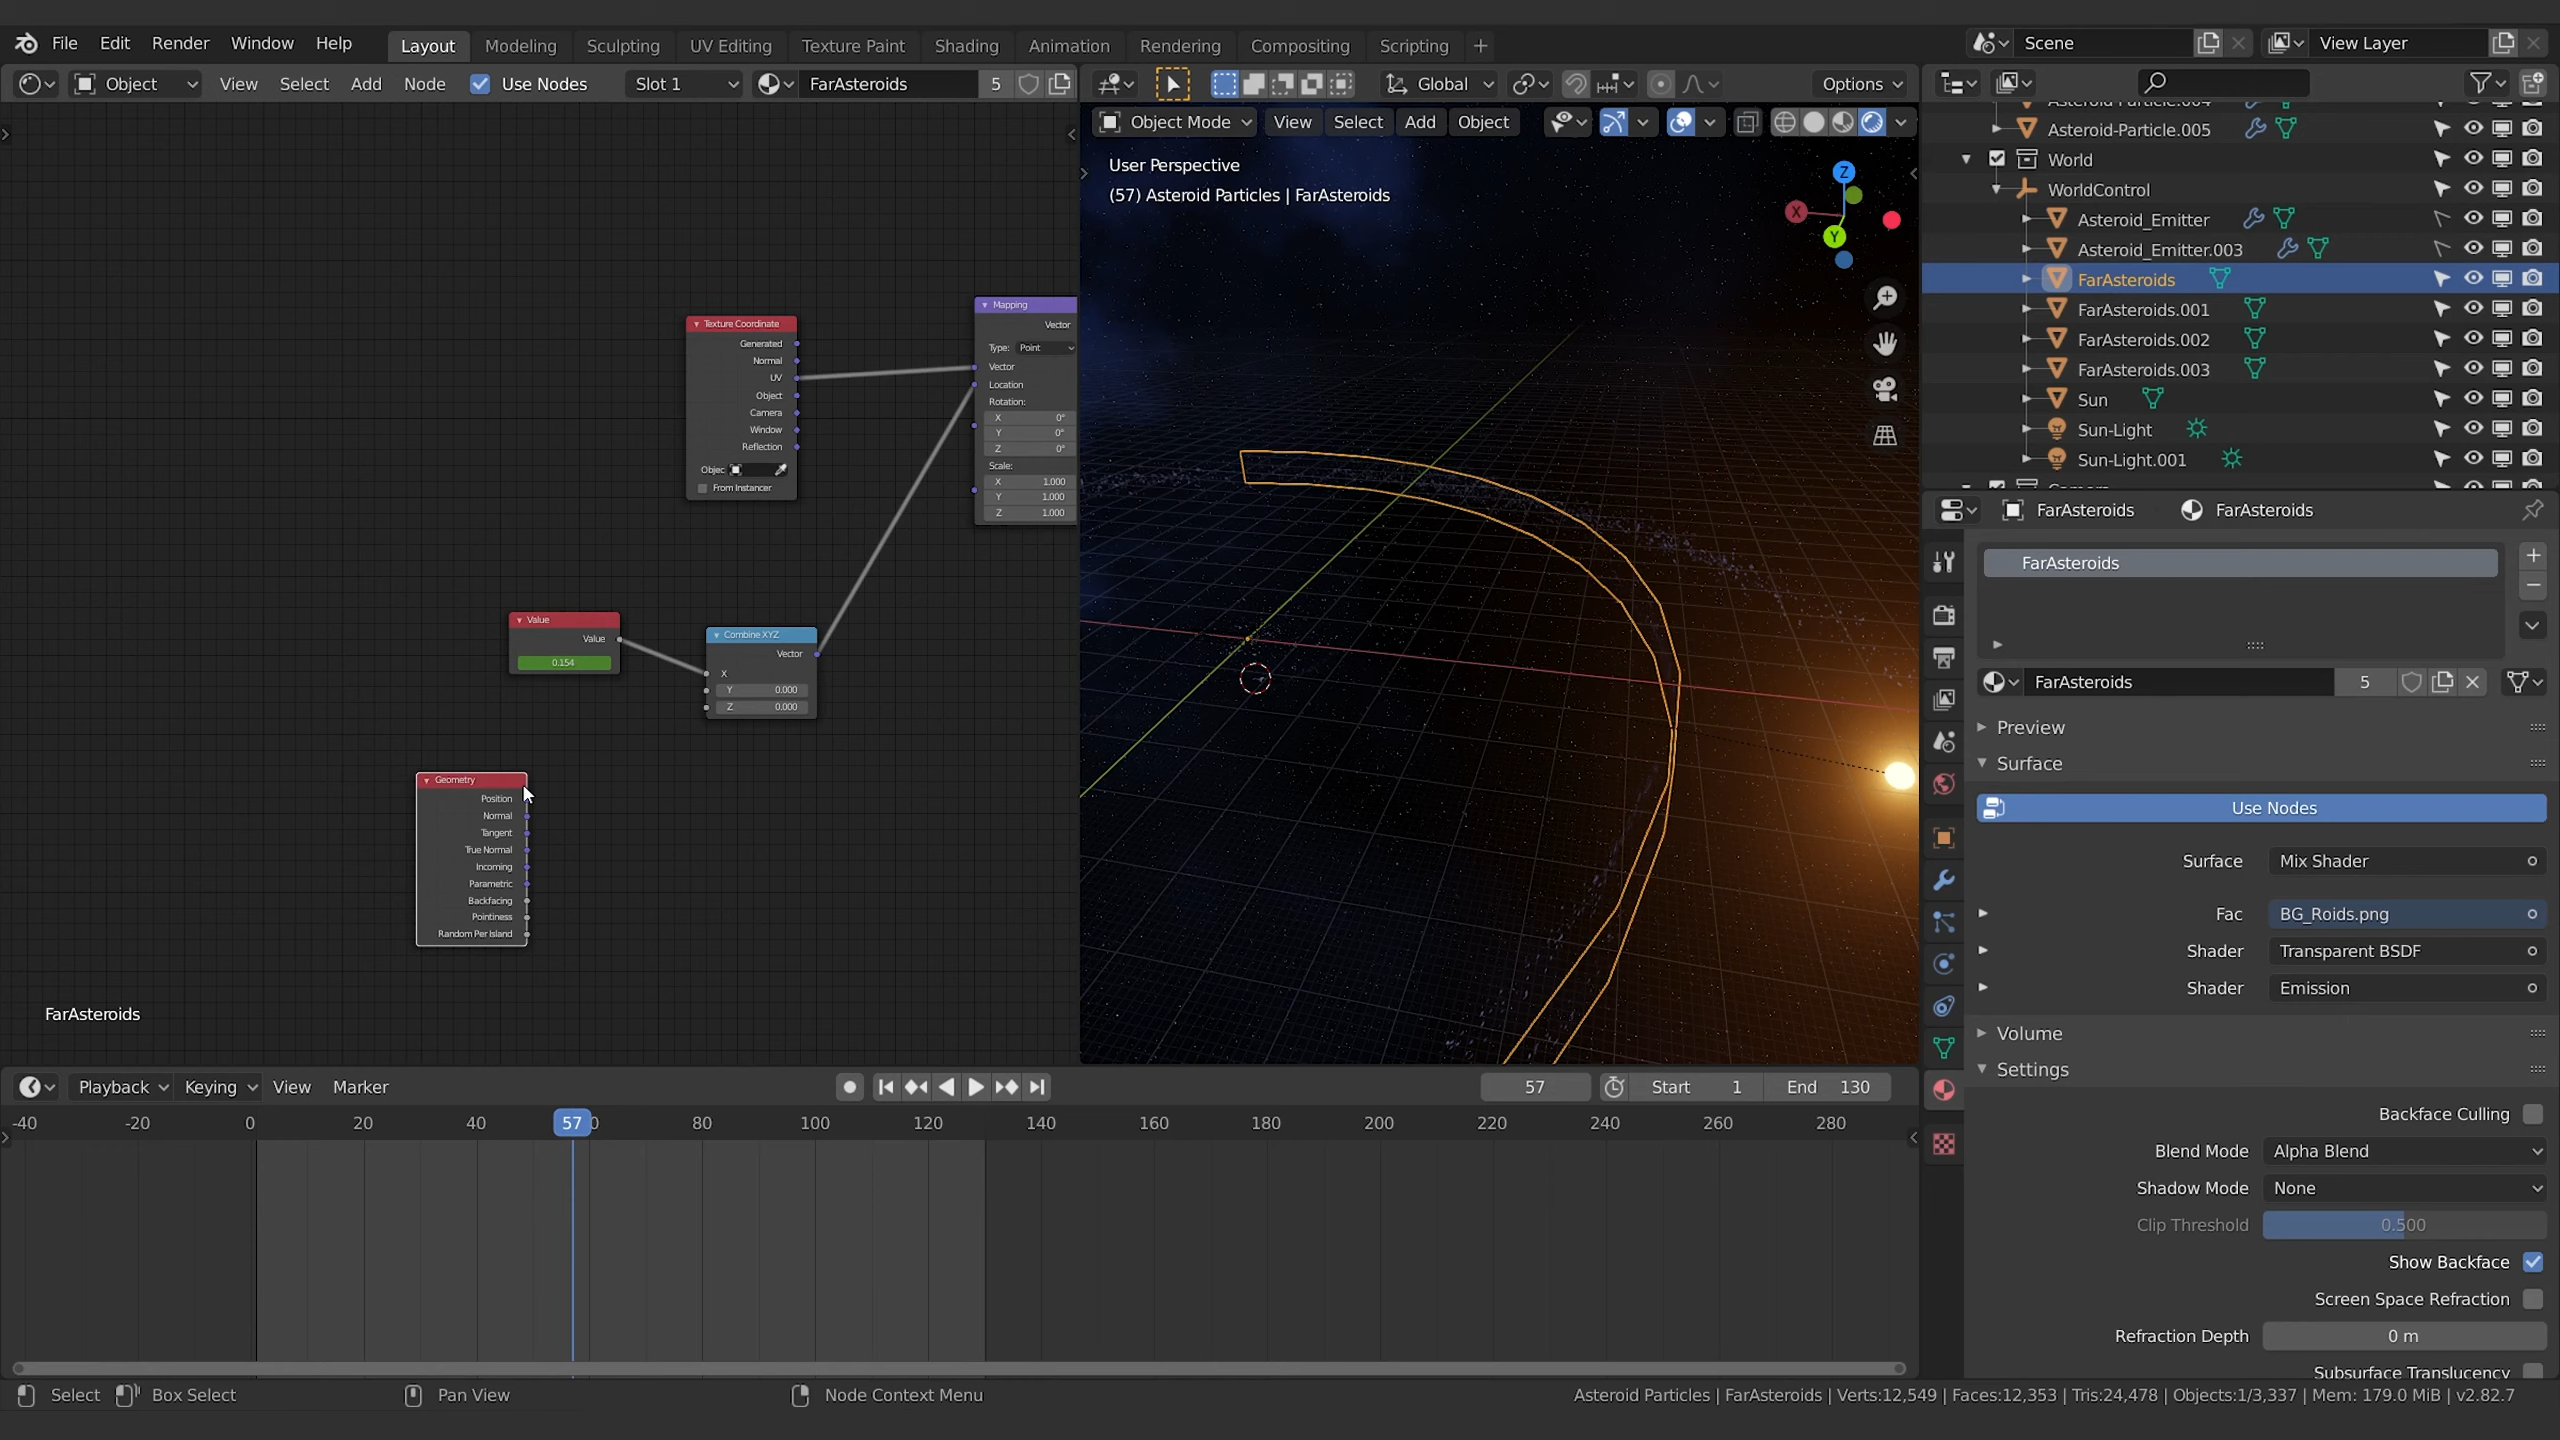 File Edit Render Window Help Layout Modeling Sculpting UV Editing Texture Paint Shading Animation Rendering Compositing Scripting + Scene View Layer
Object View Select Add Node Use Nodes Slot 1 FarAsteroids 5 Global Options
Object Mode View Select Add Object
User Perspective
(57) Asteroid Particles | FarAsteroids
Z
X
Y
Mapping
Vector
Type: Point
Vector
Location
Rotation:
X 0°
Y 0°
Z 0°
Scale:
X 1.000
Y 1.000
Z 1.000
Texture Coordinate
Generated
Normal
UV
Object
Camera
Window
Reflection
Objec
From Instancer
Value
Value
0.154
Combine XYZ
Vector
X
Y 0.000
Z 0.000
Geometry
Position
Normal
Tangent
True Normal
Incoming
Parametric
Backfacing
Pointiness
Random Per Island
FarAsteroids
Asteroid-Particle.004
Asteroid-Particle.005
World
WorldControl
Asteroid_Emitter
Asteroid_Emitter.003
FarAsteroids
FarAsteroids.001
FarAsteroids.002
FarAsteroids.003
Sun
Sun-Light
Sun-Light.001
FarAsteroids FarAsteroids
FarAsteroids
FarAsteroids 5
Preview
Surface
Use Nodes
Surface Mix Shader
Fac BG_Roids.png
Shader Transparent BSDF
Shader Emission
Volume
Settings
Backface Culling
Blend Mode Alpha Blend
Shadow Mode None
Clip Threshold 0.500
Show Backface
Screen Space Refraction
Refraction Depth 0 m
Subsurface Translucency
Playback Keying View Marker 57 Start 1 End 130
-40 -20 0 20 40 57 80 100 120 140 160 180 200 220 240 260 280
Select Box Select Pan View Node Context Menu Asteroid Particles | FarAsteroids | Verts:12,549 | Faces:12,353 | Tris:24,478 | Objects:1/3,337 | Mem: 179.0 MiB | v2.82.7